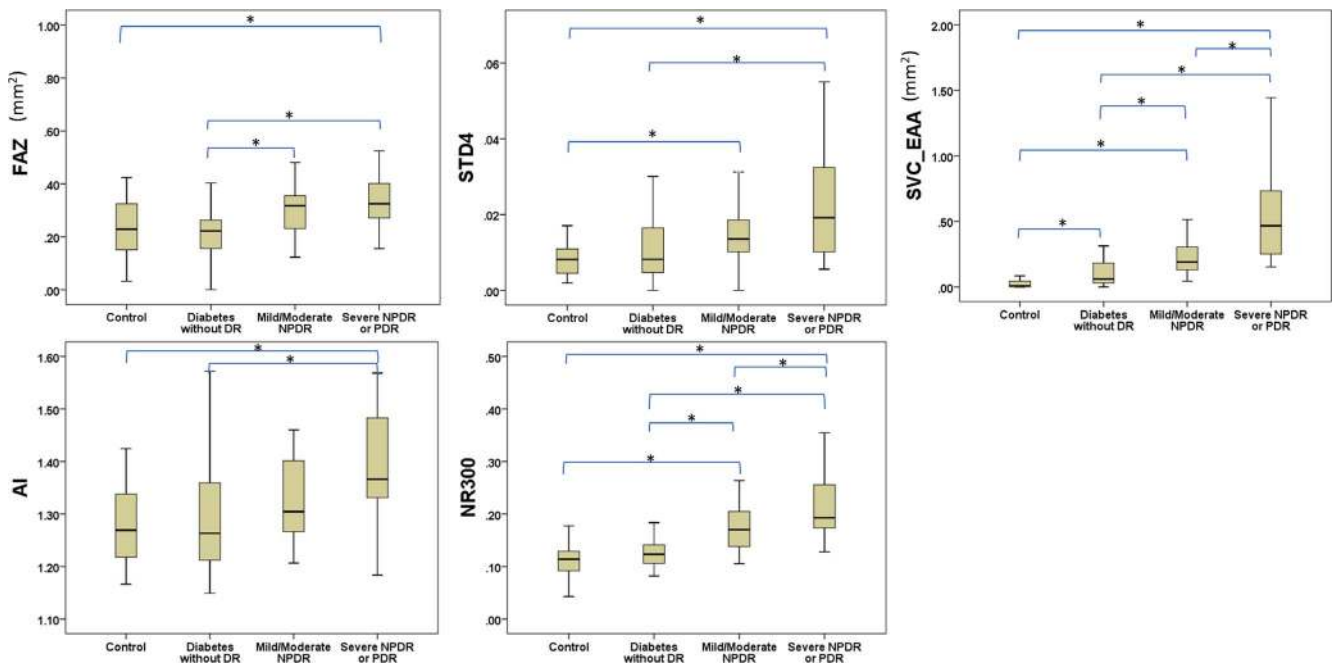 FAZ (mm²)
1.00
.80
.60
.40
.20
.00
*
*
*
Control
Diabetes without DR
Mild/Moderate NPDR
Severe NPDR or PDR
STD4
.06
.04
.02
.00
*
*
*
Control
Diabetes without DR
Mild/Moderate NPDR
Severe NPDR or PDR
SVC_EAA (mm²)
2.00
1.50
1.00
.50
.00
*
*
*
*
*
*
Control
Diabetes without DR
Mild/Moderate NPDR
Severe NPDR or PDR
AI
1.60
1.50
1.40
1.30
1.20
1.10
*
*
Control
Diabetes without DR
Mild/Moderate NPDR
Severe NPDR or PDR
NR300
.50
.40
.30
.20
.10
.00
*
*
*
*
*
Control
Diabetes without DR
Mild/Moderate NPDR
Severe NPDR or PDR